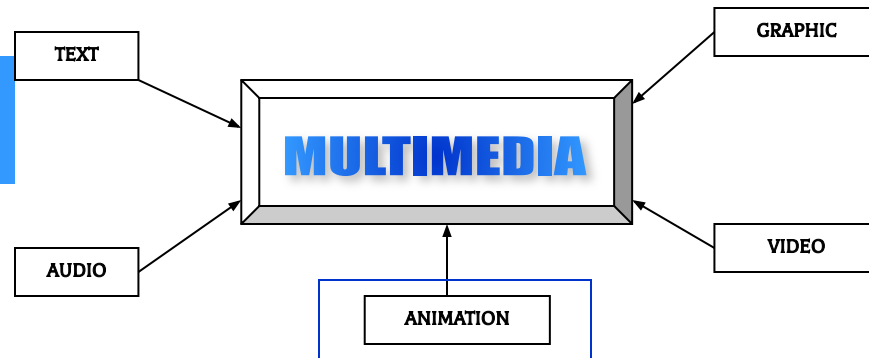 TEXT
GRAPHIC
MULTIMEDIA
AUDIO
VIDEO
ANIMATION